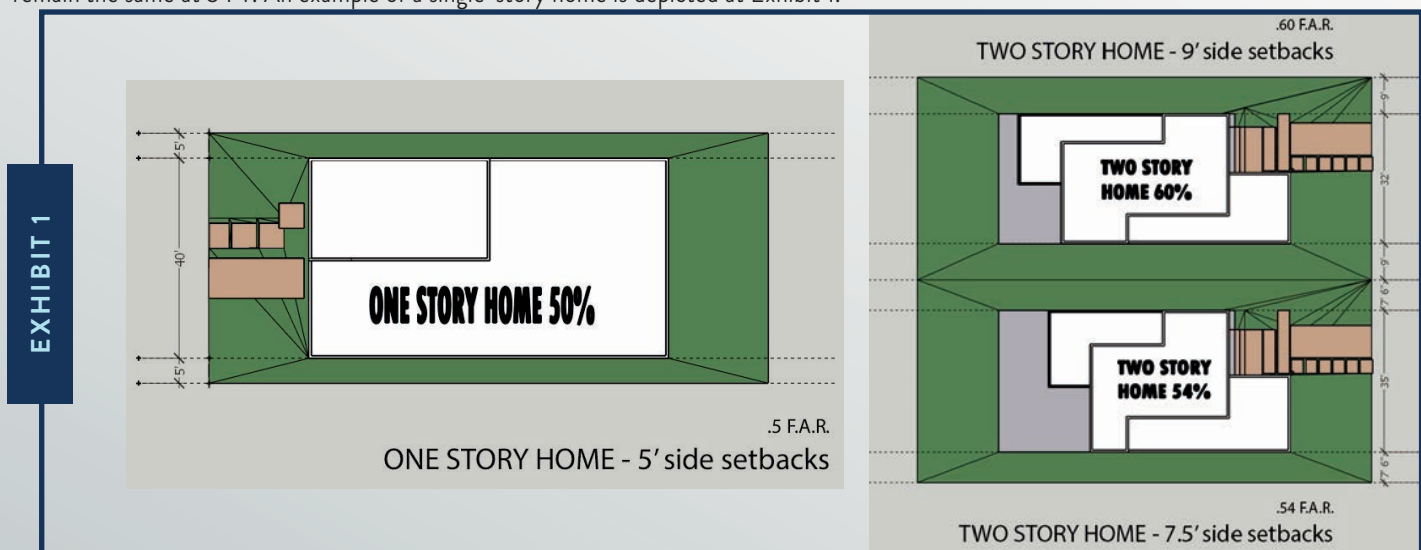 remain the same at 54%. An example of a single-story home is depicted at Exhibit 1.
EXHIBIT 1
5'
40'
5'
ONE STORY HOME 50%
.5 F.A.R.
ONE STORY HOME - 5' side setbacks
.60 F.A.R.
TWO STORY HOME - 9' side setbacks
9'
32'
9'
TWO STORY
HOME 60%
7' 6"
35'
7' 6"
TWO STORY
HOME 54%
.54 F.A.R.
TWO STORY HOME - 7.5' side setbacks